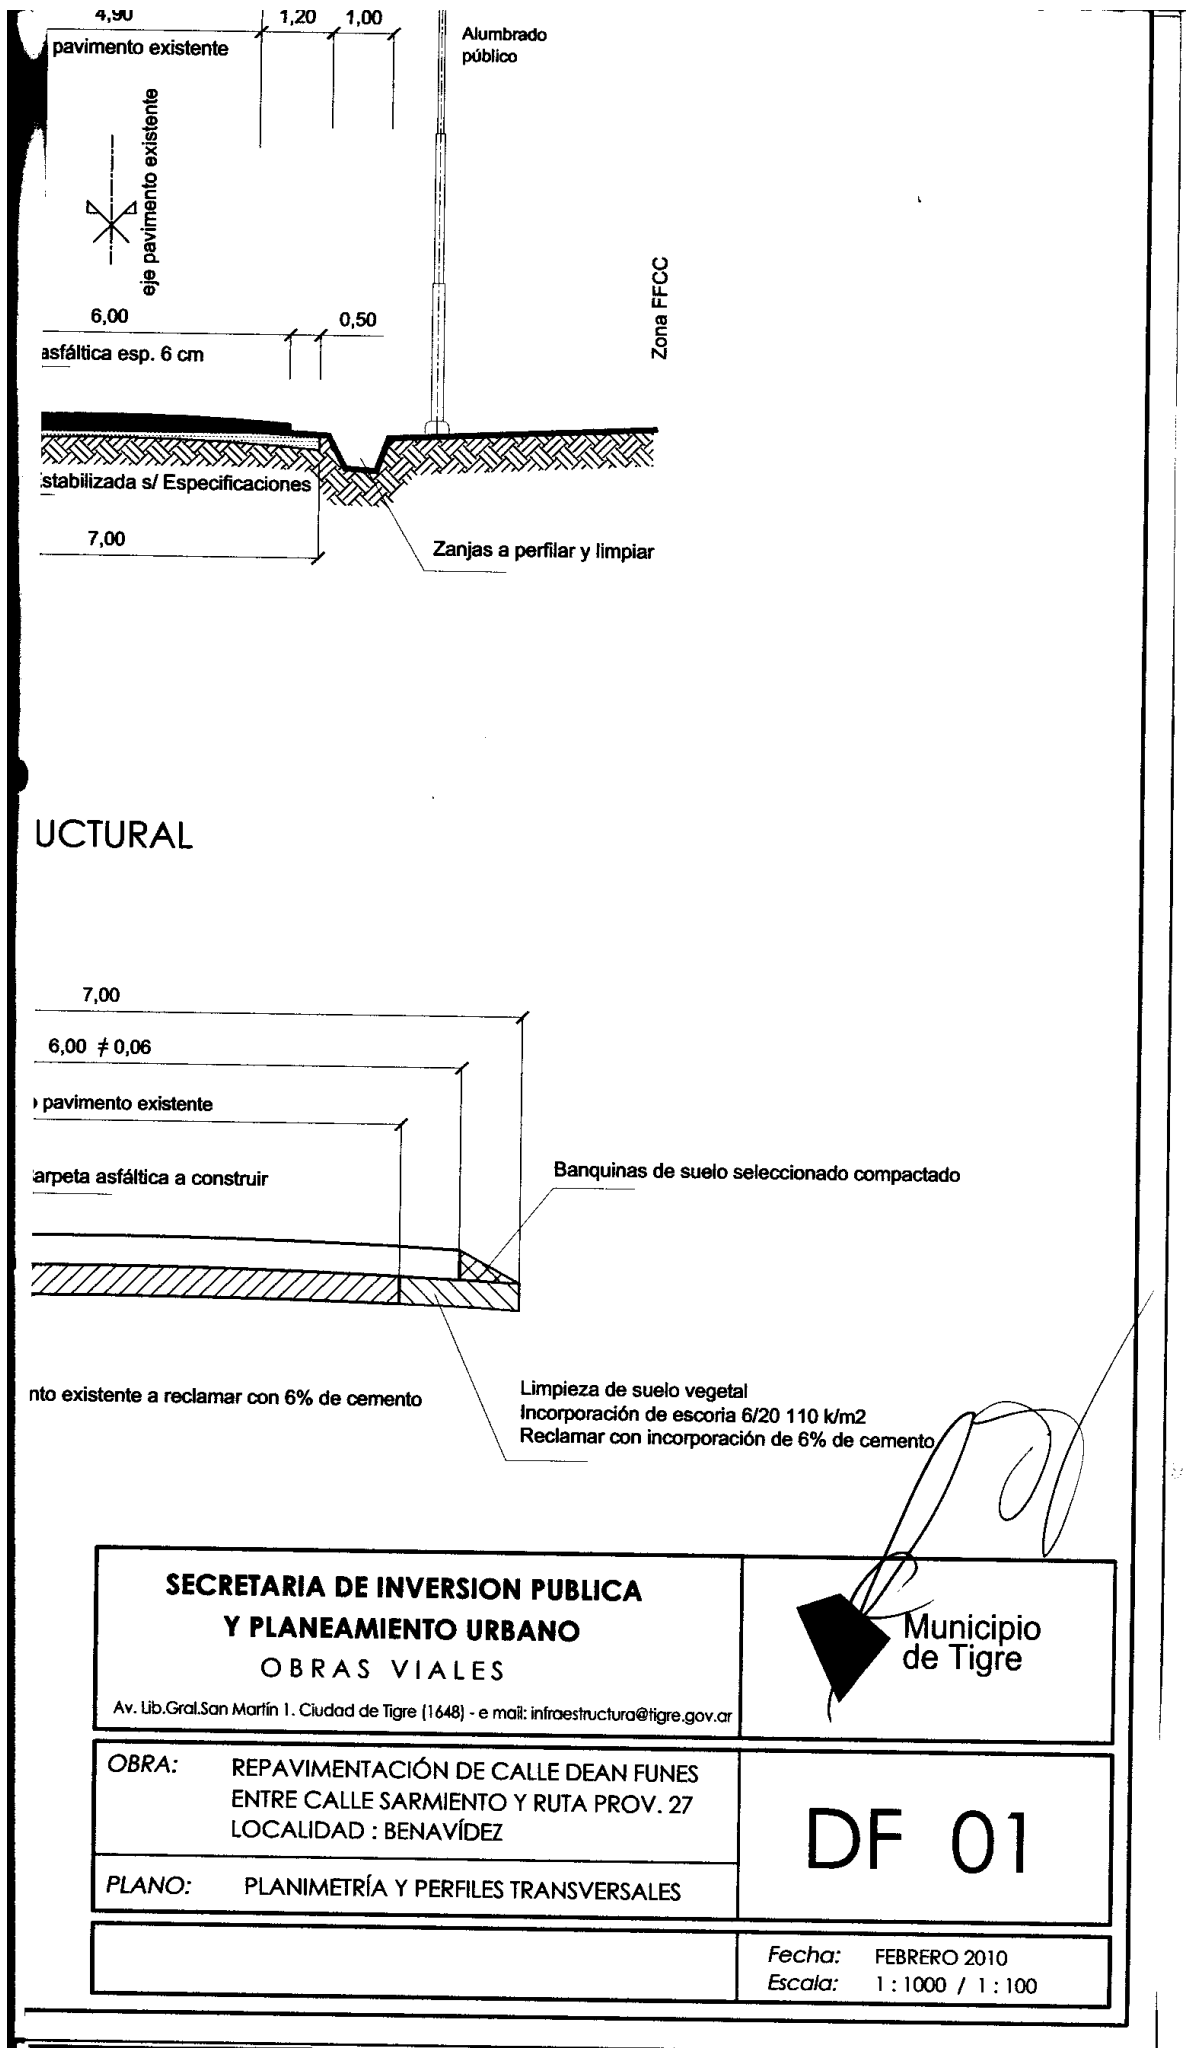 4,90 1,20 1,00
pavimento existente
Alumbrado
público
eje pavimento existente
Zona FFCC
6,00 0,50
asfáltica esp. 6 cm
stabilizada s/ Especificaciones
7,00
Zanjas a perfilar y limpiar
UCTURAL
7,00
6,00 ≠ 0,06
pavimento existente
arpeta asfáltica a construir
Banquinas de suelo seleccionado compactado
nto existente a reclamar con 6% de cemento
Limpieza de suelo vegetal
Incorporación de escoria 6/20 110 k/m2
Reclamar con incorporación de 6% de cemento
SECRETARIA DE INVERSION PUBLICA
Y PLANEAMIENTO URBANO
OBRAS VIALES
Av. Lib.Gral.San Martín 1. Ciudad de Tigre (1648) - e mail: infraestructura@tigre.gov.ar
Municipio
de Tigre
OBRA: REPAVIMENTACIÓN DE CALLE DEAN FUNES
ENTRE CALLE SARMIENTO Y RUTA PROV. 27
LOCALIDAD : BENAVÍDEZ
DF 01
PLANO: PLANIMETRÍA Y PERFILES TRANSVERSALES
Fecha: FEBRERO 2010
Escala: 1 : 1000 / 1 : 100